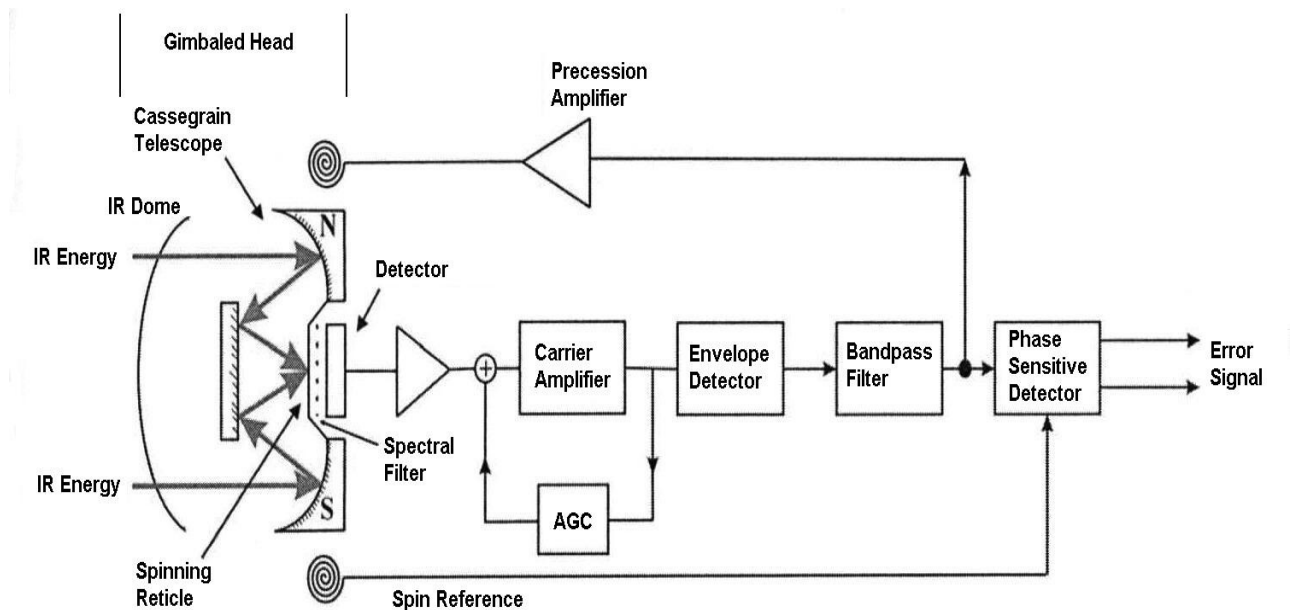 Gimbaled Head
Precession
Amplifier
Cassegrain
Telescope
IR Dome
N
IR Energy
Detector
Carrier
Amplifier
Envelope
Detector
Bandpass
Filter
Phase
Sensitive
Detector
Error
Signal
+
Spectral
Filter
IR Energy
S
AGC
Spinning
Reticle
Spin Reference